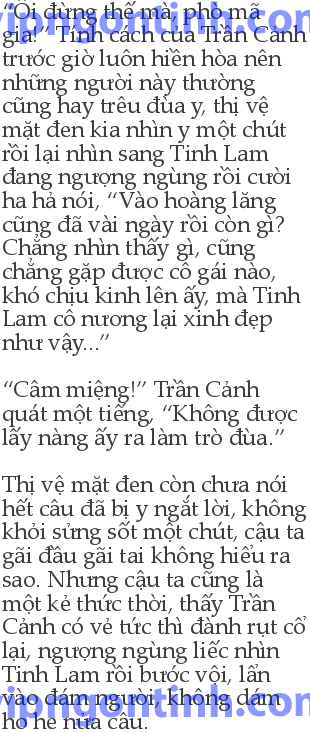 “Ôi đừng thế mà, phò mã
gia!” Tính cách của Trần Cảnh
trước giờ luôn hiền hòa nên
những người này thường
cũng hay trêu đùa y, thị vệ
mặt đen kia nhìn y một chút
rồi lại nhìn sang Tinh Lam
đang ngượng ngùng rồi cười
ha hả nói, “Vào hoàng lăng
cũng đã vài ngày rồi còn gì?
Chẳng nhìn thấy gì, cũng
chẳng gặp được cô gái nào,
khó chịu kinh lên ấy, mà Tinh
Lam cô nương lại xinh đẹp
như vậy...”
“Câm miệng!” Trần Cảnh
quát một tiếng, “Không được
lấy nàng ấy ra làm trò đùa.”
Thị vệ mặt đen còn chưa nói
hết câu đã bị y ngắt lời, không
khỏi sửng sốt một chút, cậu ta
gãi đầu gãi tai không hiểu ra
sao. Nhưng cậu ta cũng là
một kẻ thức thời, thấy Trần
Cảnh có vẻ tức thì đành rụt cổ
lại, ngượng ngùng liếc nhìn
Tinh Lam rồi bước vội, lẩn
vào đám người, không dám
ho he nửa câu.
vipngontinh.com